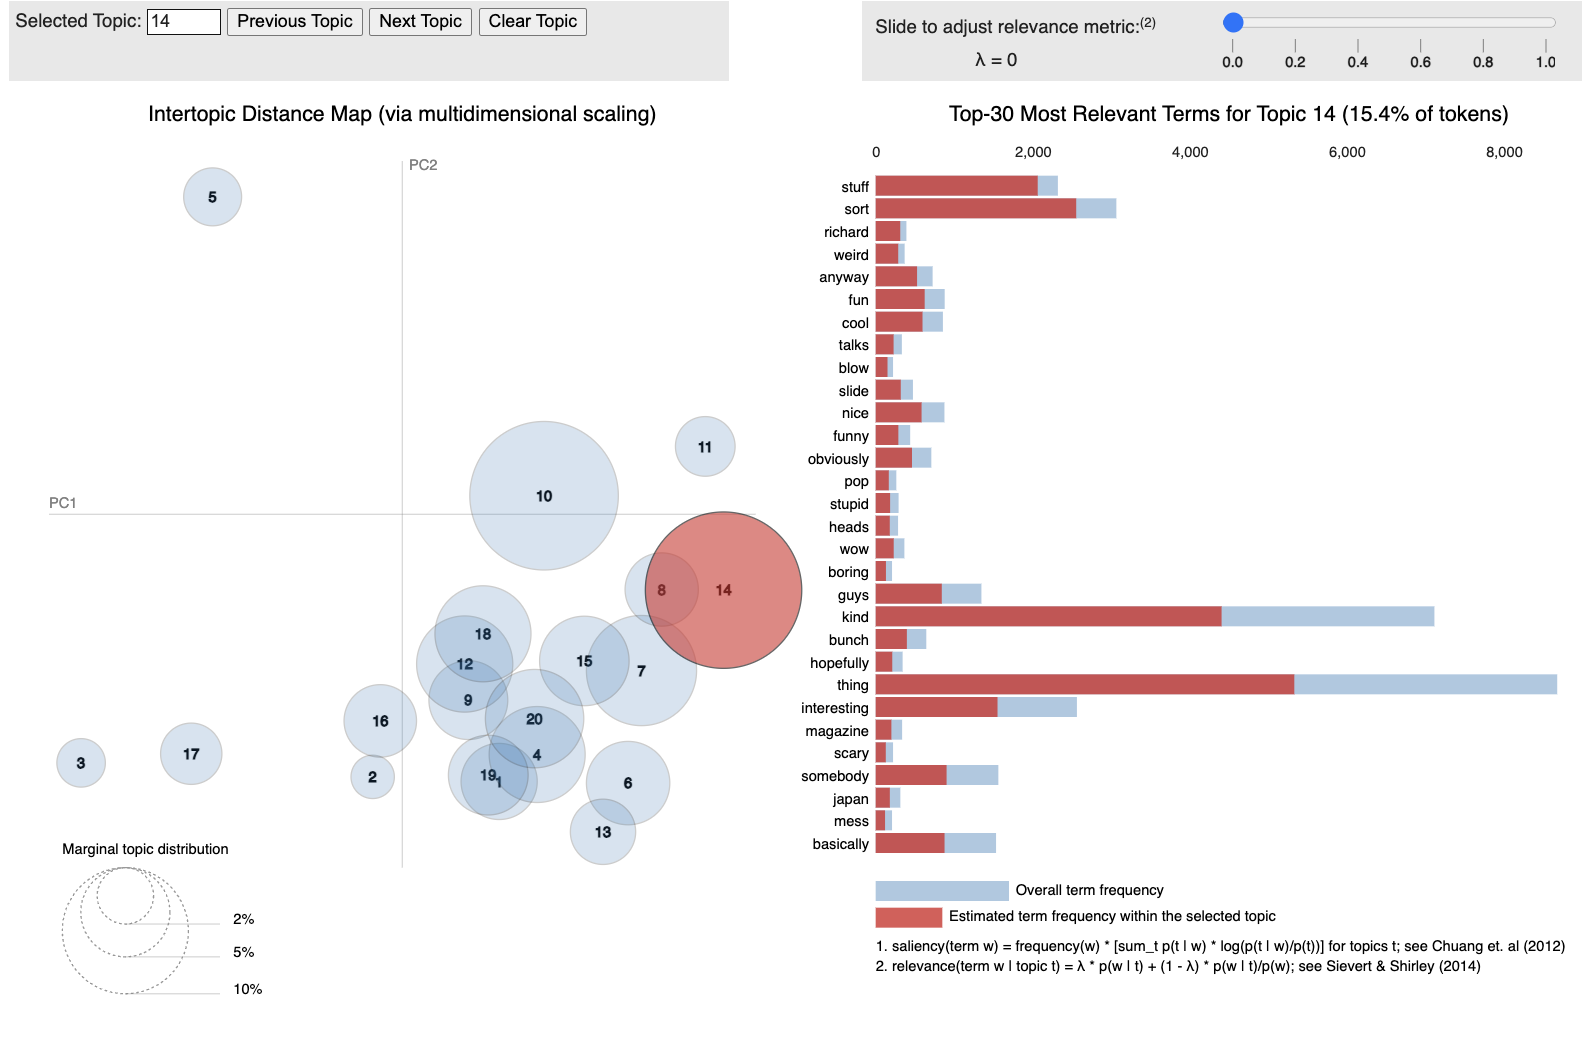 Selected Topic: 14 Previous Topic Next Topic Clear Topic
Slide to adjust relevance metric:(2)
λ = 0
0.0 0.2 0.4 0.6 0.8 1.0
Intertopic Distance Map (via multidimensional scaling)
PC2
PC1
5
11
10
8
14
18
12
15
7
9
16
20
17
3
2
4
19
1
6
13
Marginal topic distribution
2%
5%
10%
Top-30 Most Relevant Terms for Topic 14 (15.4% of tokens)
0 2,000 4,000 6,000 8,000
stuff
sort
richard
weird
anyway
fun
cool
talks
blow
slide
nice
funny
obviously
pop
stupid
heads
wow
boring
guys
kind
bunch
hopefully
thing
interesting
magazine
scary
somebody
japan
mess
basically
Overall term frequency
Estimated term frequency within the selected topic
1. saliency(term w) = frequency(w) * [sum_t p(t | w) * log(p(t | w)/p(t))] for topics t; see Chuang et. al (2012)
2. relevance(term w | topic t) = λ * p(w | t) + (1 - λ) * p(w | t)/p(w); see Sievert & Shirley (2014)